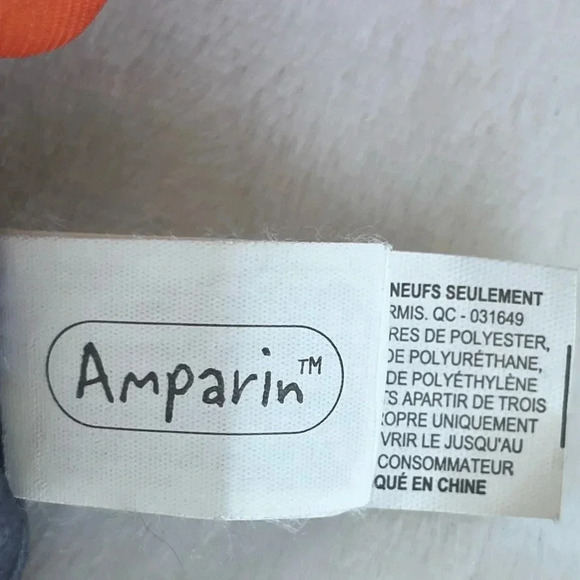 Amparin™
NEUFS SEULEMENT
RMIS. QC - 031649
RES DE POLYESTER,
DE POLYURÉTHANE,
DE POLYÉTHYLÈNE
TS APARTIR DE TROIS
OPRE UNIQUEMENT
VRIR LE JUSQU'AU
CONSOMMATEUR
QUÉ EN CHINE